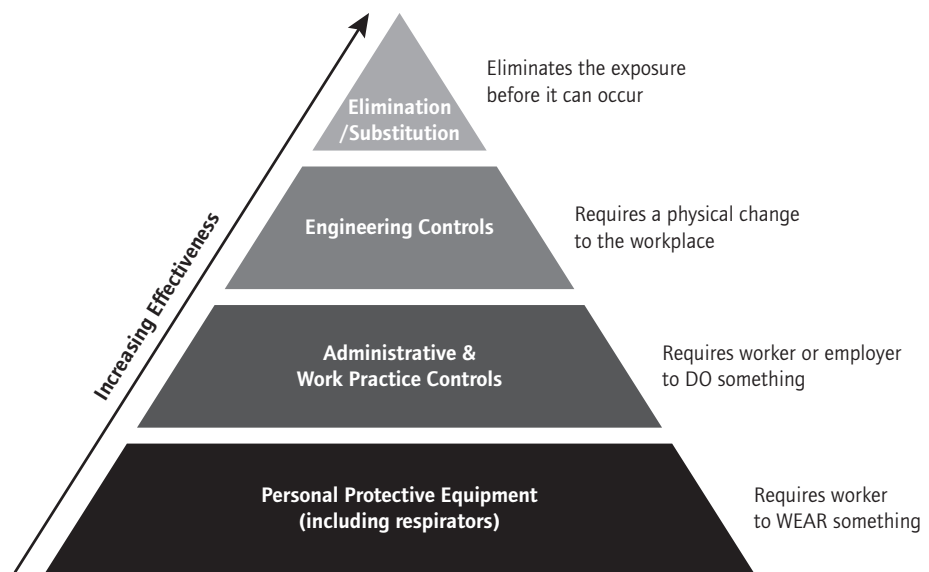 Elimination
/Substitution
Eliminates the exposure
before it can occur
Engineering Controls
Requires a physical change
to the workplace
Increasing Effectiveness
Administrative &
Work Practice Controls
Requires worker or employer
to DO something
Personal Protective Equipment
(including respirators)
Requires worker
to WEAR something